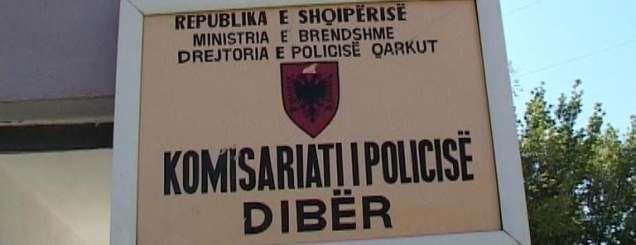 REPUBLIKA E SHQIPËRISË
MINISTRIA E BRENDSHME
DREJTORIA E POLICISË QARKUT
KOMISARIATI I POLICISË
DIBËR